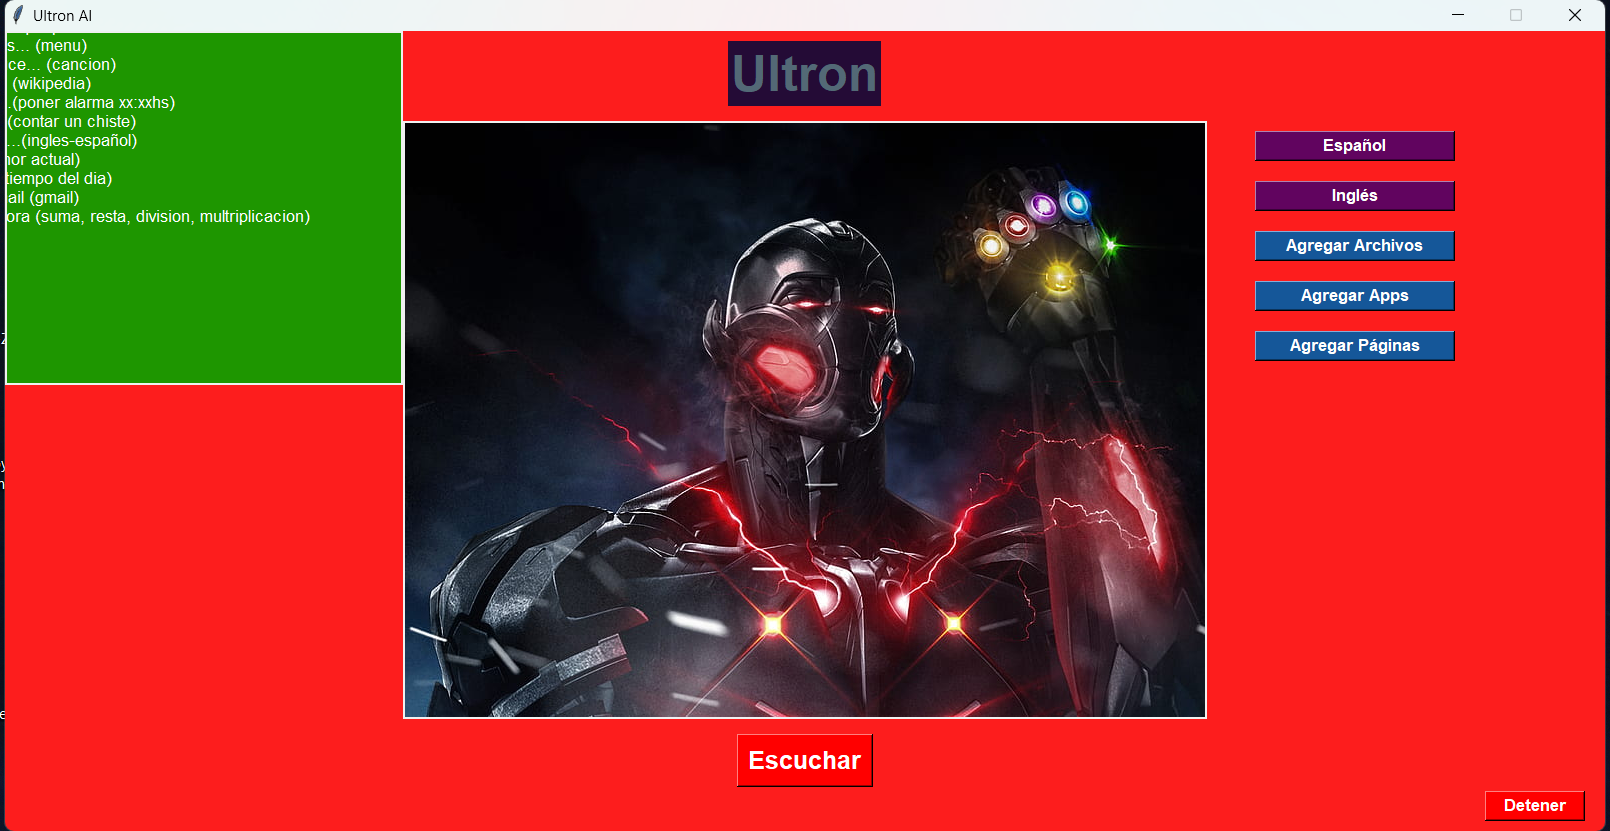 Ultron AI
s... (menu)
ce... (cancion)
(wikipedia)
.(poner alarma xx:xxhs)
(contar un chiste)
...(ingles-español)
hor actual)
tiempo del dia)
ail (gmail)
ora (suma, resta, division, multriplicacion)
Ultron
Español
Inglés
Agregar Archivos
Agregar Apps
Agregar Páginas
Escuchar
Detener